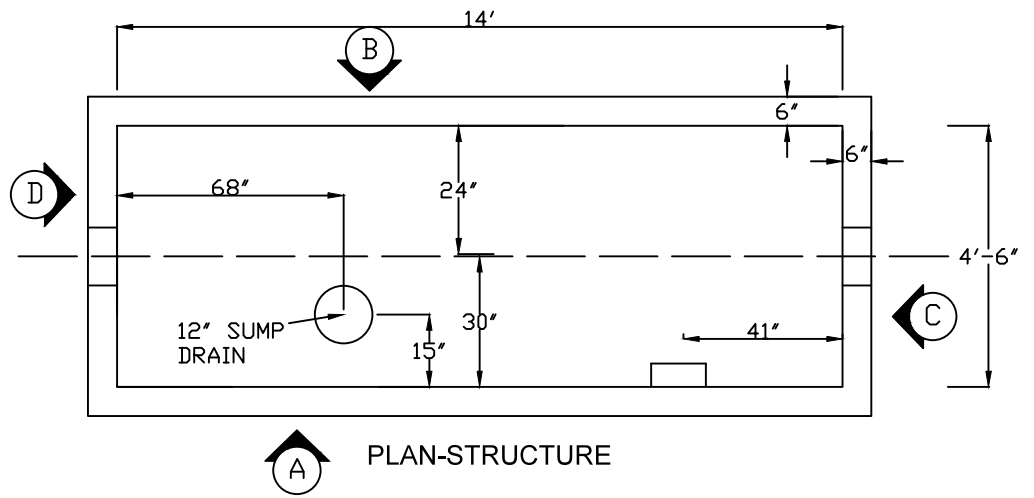 14'
B
6"
6"
D
68"
24"
4'-6"
C
12" SUMP
DRAIN
30"
15"
41"
A
PLAN-STRUCTURE